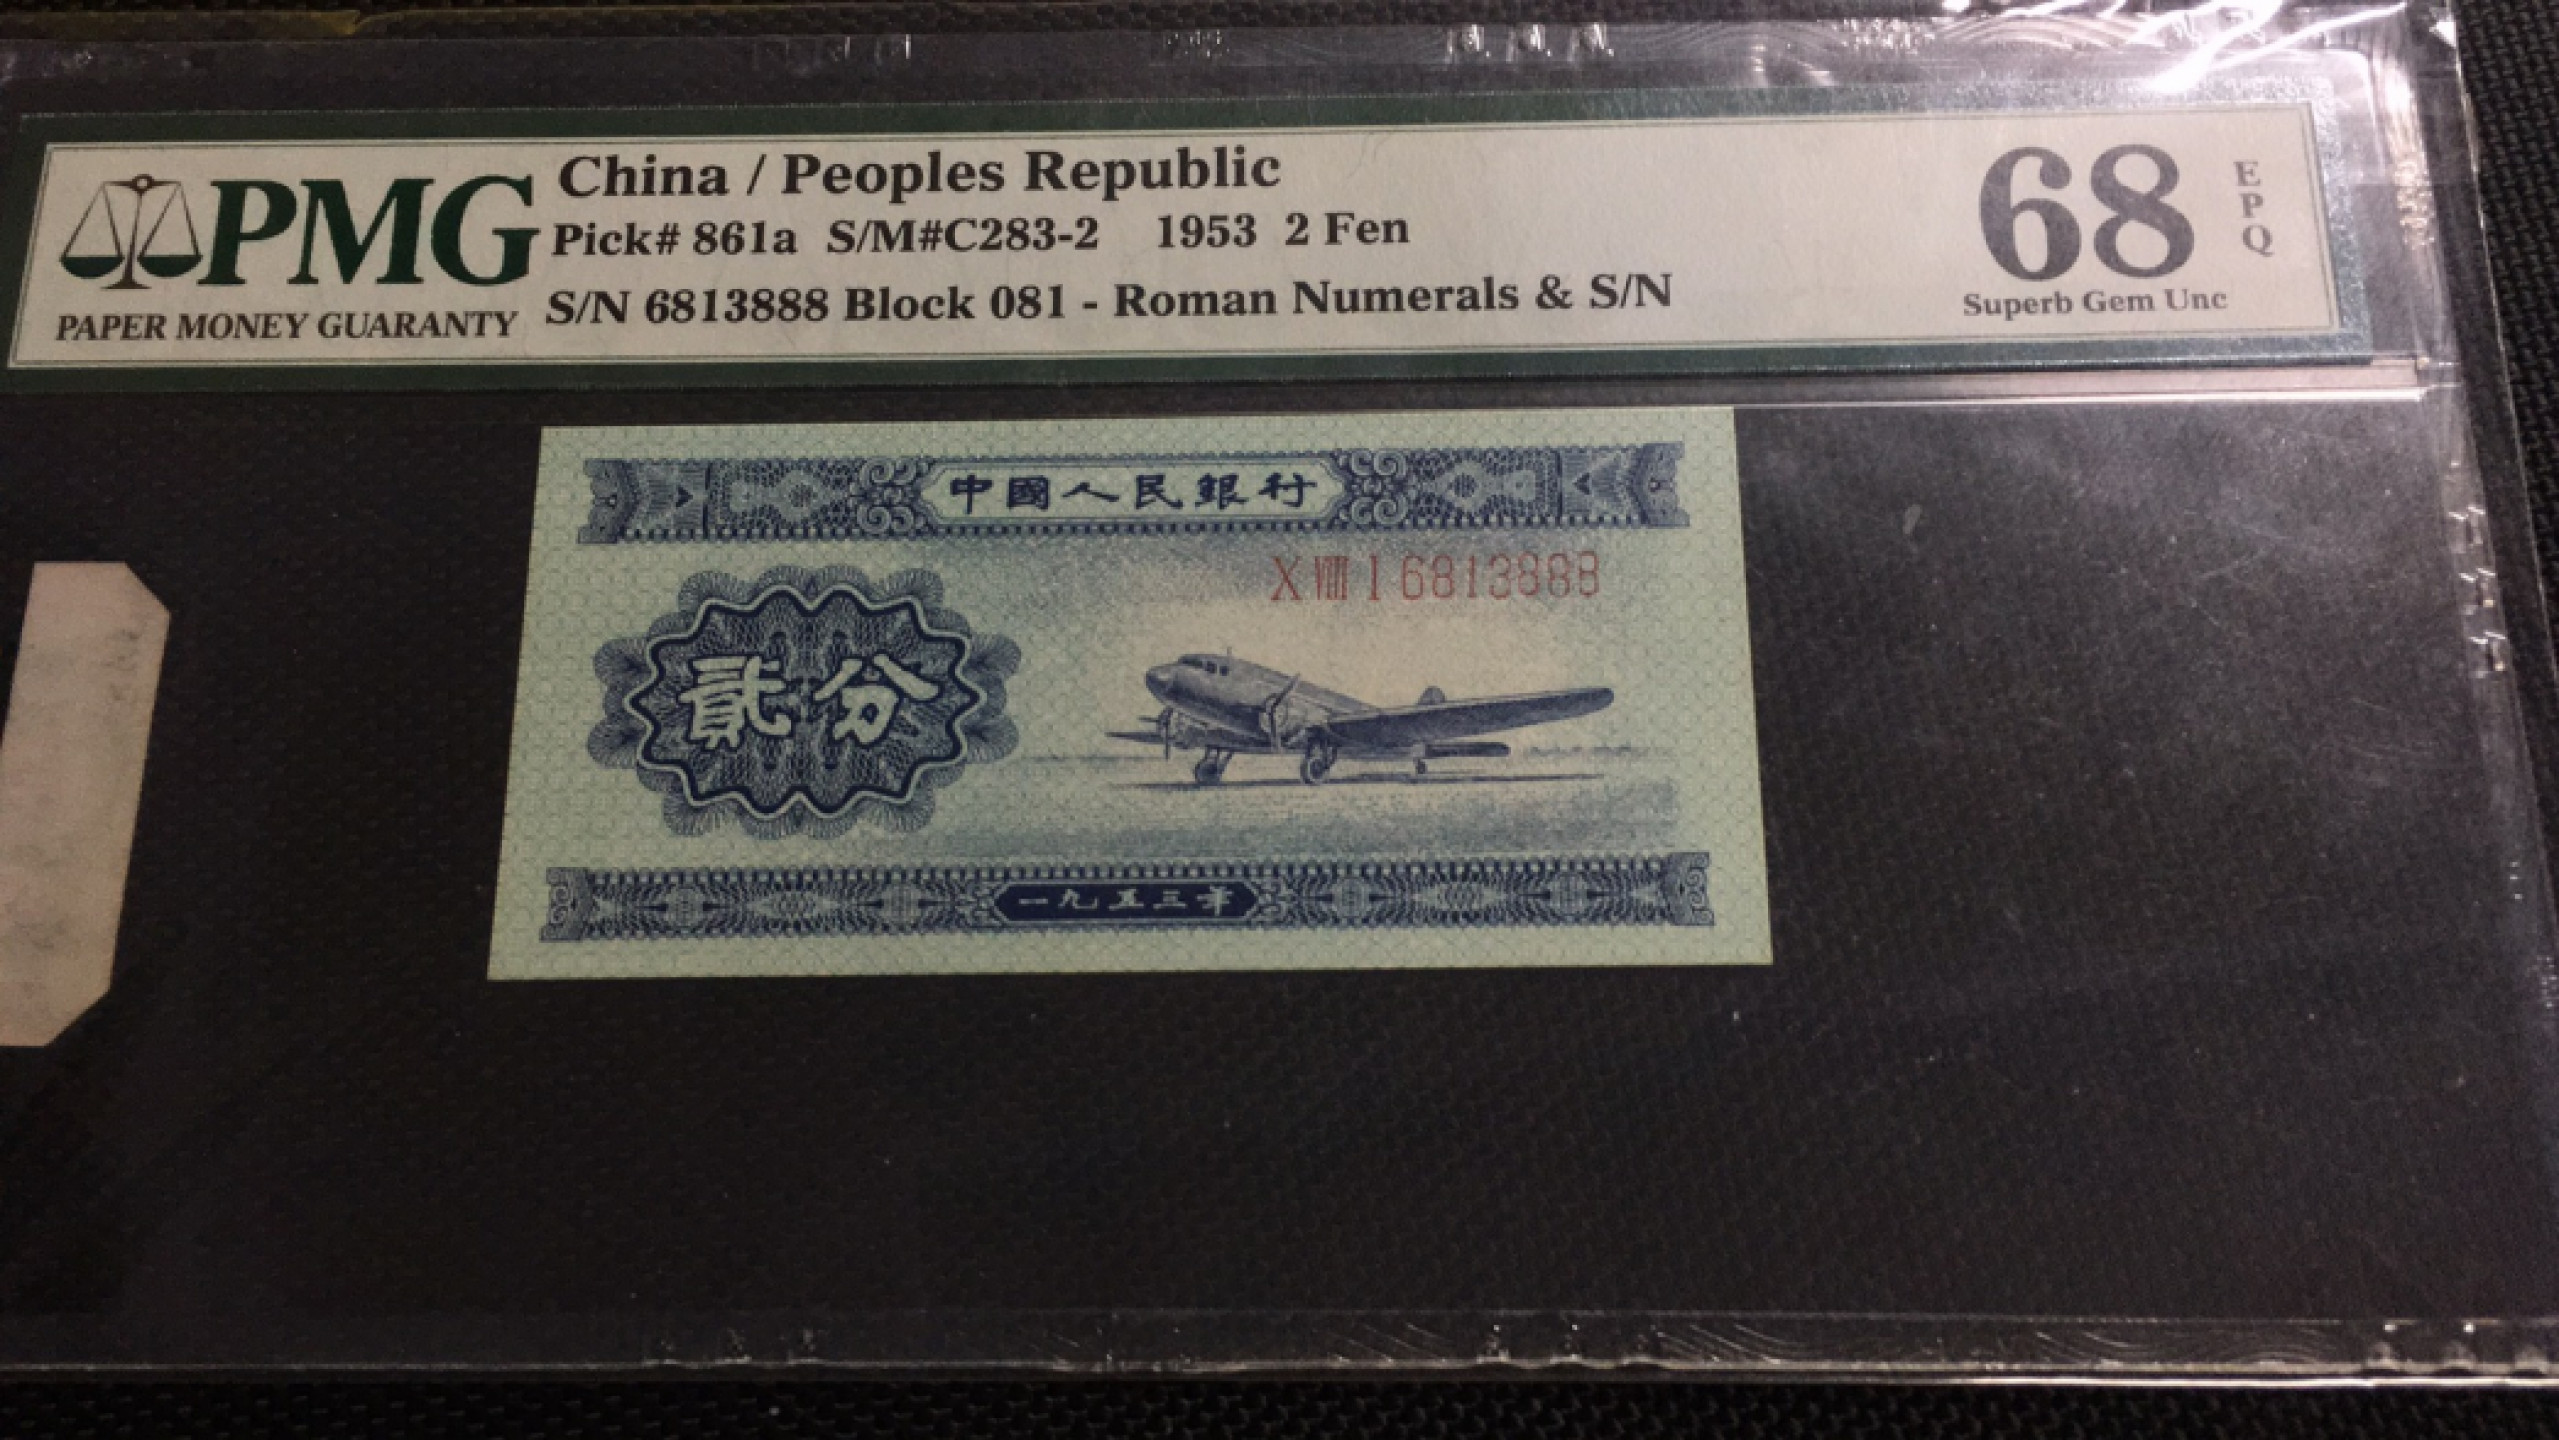 PMG
PAPER MONEY GUARANTY
China / Peoples Republic
Pick# 861a S/M#C283-2 1953 2 Fen
S/N 6813888 Block 081 - Roman Numerals & S/N
68
EPQ
Superb Gem Unc
中國人民銀行
X VIII I 6813888
貳分
一九五三年